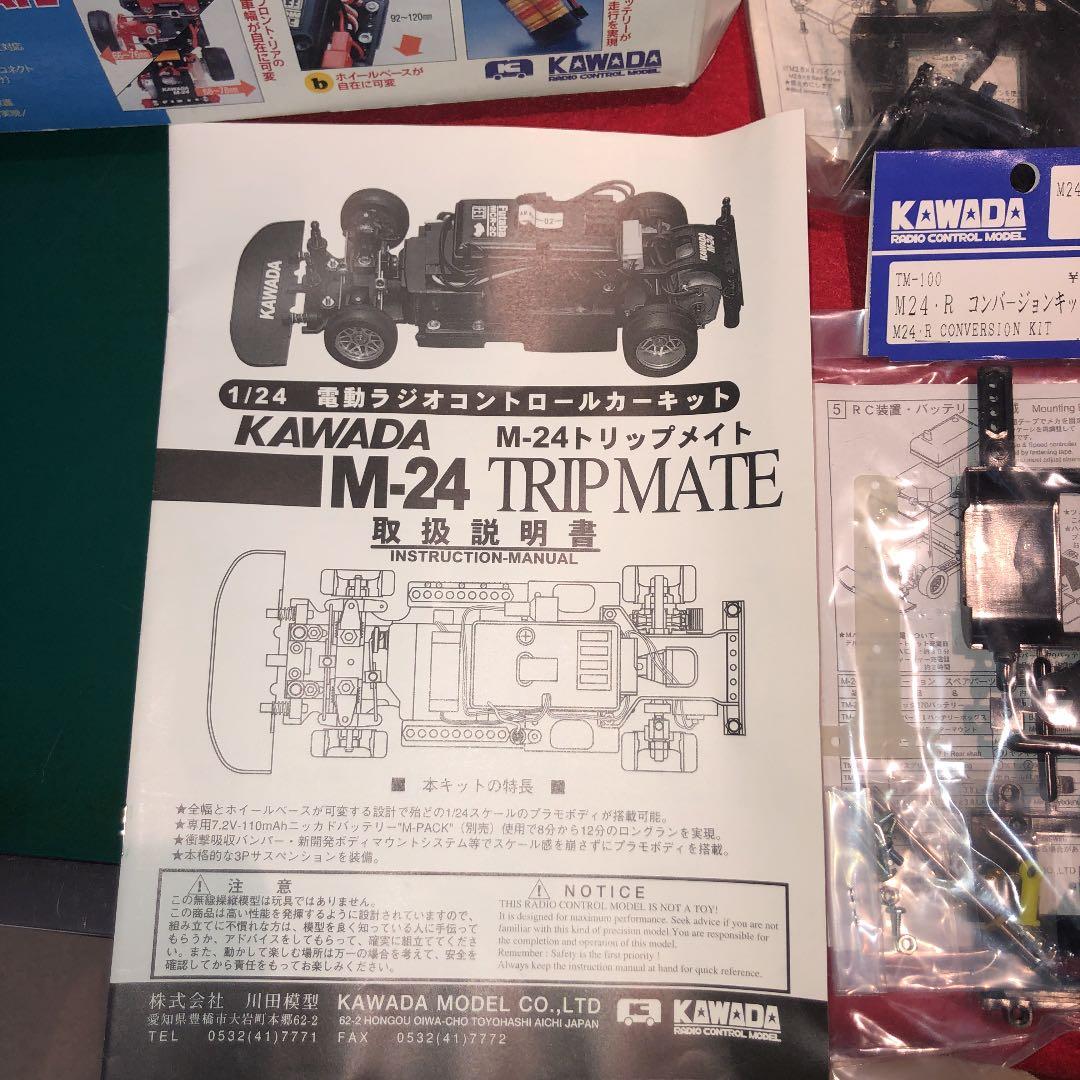 フロント・リアの
車幅が自在に可変
KAWADA
M-24
92~120mm
b ホイールベースが
自在に可変
走行を実現
KAWADA
RADIO CONTROL MODEL
KAWADA
RADIO CONTROL MODEL
TM-100
M24・R コンバージョンキッ
M24・R CONVERSION KIT
Futaba
KAWADA
1/24 電動ラジオコントロールカーキット
KAWADA M-24トリップメイト
M-24 TRIP MATE
取扱説明書
INSTRUCTION-MANUAL
本キットの特長
★全幅とホイールベースが可変する設計で殆どの1/24スケールのプラモボディが搭載可能。
★専用7.2V-110mAhニッカドバッテリー"M-PACK"（別売）使用で8分から12分のロングランを実現。
★衝撃吸収バンパー・新開発ボディマウントシステム等でスケール感を崩さずにプラモボディを搭載。
★本格的な3Pサスペンションを装備。
注意
この無線操縦模型は玩具ではありません。
この商品は高い性能を発揮するように設計されていますので、
組み立てに不慣れな方は、模型を良く知っている人に手伝って
もらうか、アドバイスをしてもらって、確実に組立ててくださ
い。また、動かして楽しむ場所は万一の場合を考えて、安全を
確認してから責任をもってお楽しみください。
NOTICE
THIS RADIO CONTROL MODEL IS NOT A TOY!
It is designed for maximum performance. Seek advice if you are not
familiar with this kind of precision model.You are responsible for
the completion and operation of this model.
Remember : Safety is the first priority !
Always keep the instruction manual at hand for quick reference.
株式会社 川田模型 KAWADA MODEL CO.,LTD
愛知県豊橋市大岩町本郷62-2 62-2 HONGOU OIWA-CHO TOYOHASHI AICHI JAPAN
TEL 0532(41)7771 FAX 0532(41)7772
KAWADA
RADIO CONTROL MODEL
5 RC装置・バッテリー
Mounting